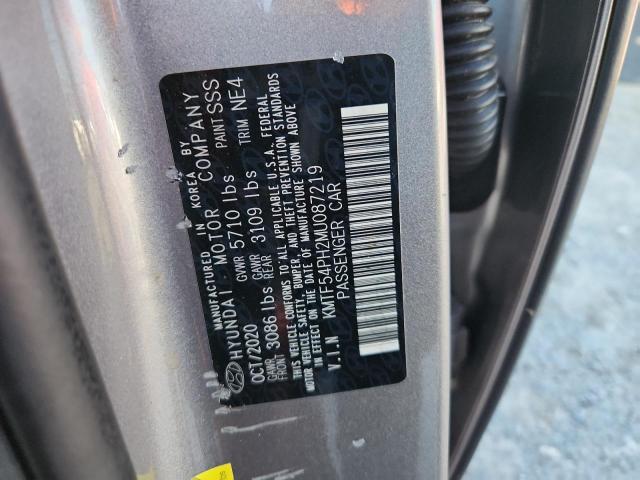 MANUFACTURED IN KOREA BY
HYUNDAI MOTOR COMPANY
OCT/2020 GVWR 5710 lbs PAINT SSS
GAWR FRONT 3086 lbs GAWR REAR 3109 lbs TRIM NE4
THIS VEHICLE CONFORMS TO ALL APPLICABLE U.S.A. FEDERAL
MOTOR VEHICLE SAFETY, BUMPER, AND THEFT PREVENTION STANDARDS
IN EFFECT ON THE DATE OF MANUFACTURE SHOWN ABOVE
V.I.N KMTF54PH2MU087219
PASSENGER CAR